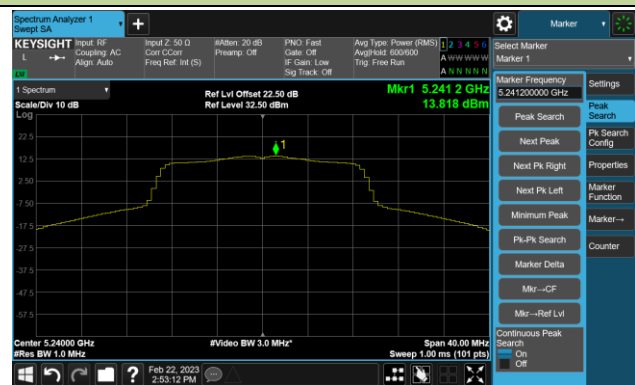 Spectrum Analyzer 1
Swept SA
+
Marker
KEYSIGHT
L
Input: RF
Coupling: AC
Align: Auto
Input Z: 50 Ω
Corr CCorr
Freq Ref: Int (S)
#Atten: 20 dB
Preamp: Off
PNO: Fast
Gate: Off
IF Gain: Low
Sig Track: Off
Avg Type: Power (RMS)
Avg|Hold: 600/600
Trig: Free Run
1 2 3 4 5 6
A W W W W W
A N N N N N
Select Marker
Marker 1
1 Spectrum
Scale/Div 10 dB
Log
Ref Lvl Offset 22.50 dB
Ref Level 32.50 dBm
Mkr1 5.241 2 GHz
13.818 dBm
22.5
12.5
2.50
-7.50
-17.5
-27.5
-37.5
-47.5
-57.5
1
Center 5.24000 GHz
#Res BW 1.0 MHz
#Video BW 3.0 MHz*
Span 40.00 MHz
Sweep 1.00 ms (101 pts)
Marker Frequency
5.241200000 GHz
Peak Search
Next Peak
Next Pk Right
Next Pk Left
Minimum Peak
Pk-Pk Search
Marker Delta
Mkr→CF
Mkr→Ref Lvl
Continuous Peak
Search
On
Off
Settings
Peak
Search
Pk Search
Config
Properties
Marker
Function
Marker→
Counter
?
Feb 22, 2023
2:53:12 PM